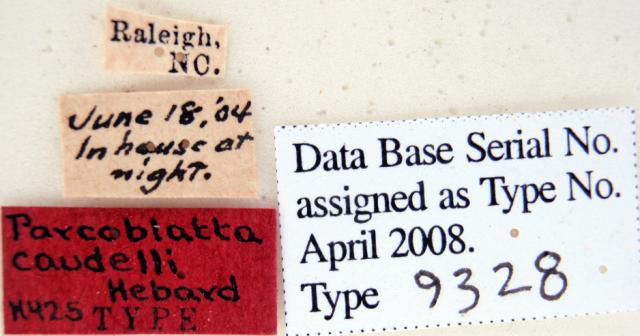 Raleigh,
NC.
June 18,'04
In house at
night.
Parcoblatta
caudelli
Hebard
H425 TYPE
Data Base Serial No.
assigned as Type No.
April 2008.
Type 9328